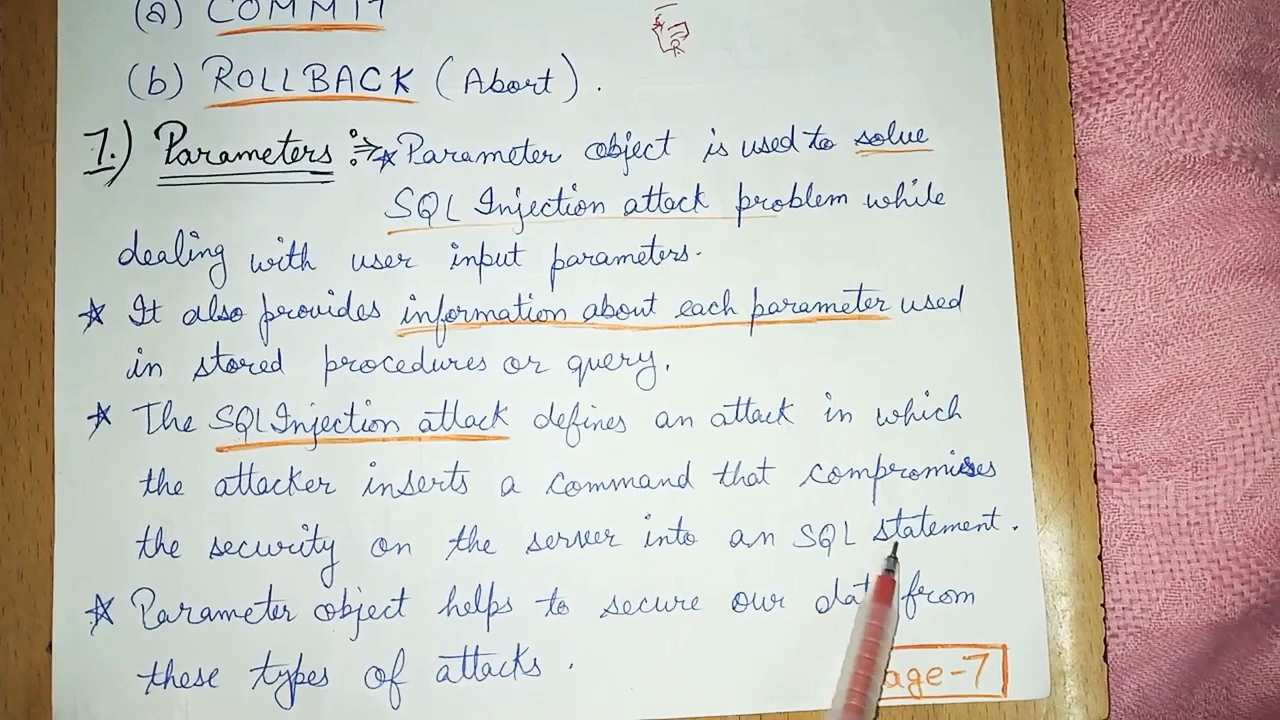 (a) COMMIT
(b) ROLLBACK (Abort).
7.) Parameters :⇒ ★ Parameter object is used to solve
SQL Injection attack problem while
dealing with user input parameters.
★ It also provides information about each parameter used
in stored procedures or query.
★ The SQL Injection attack defines an attack in which
the attacker inserts a command that compromises
the security on the server into an SQL statement.
★ Parameter object helps to secure our data from
these types of attacks.
age-7